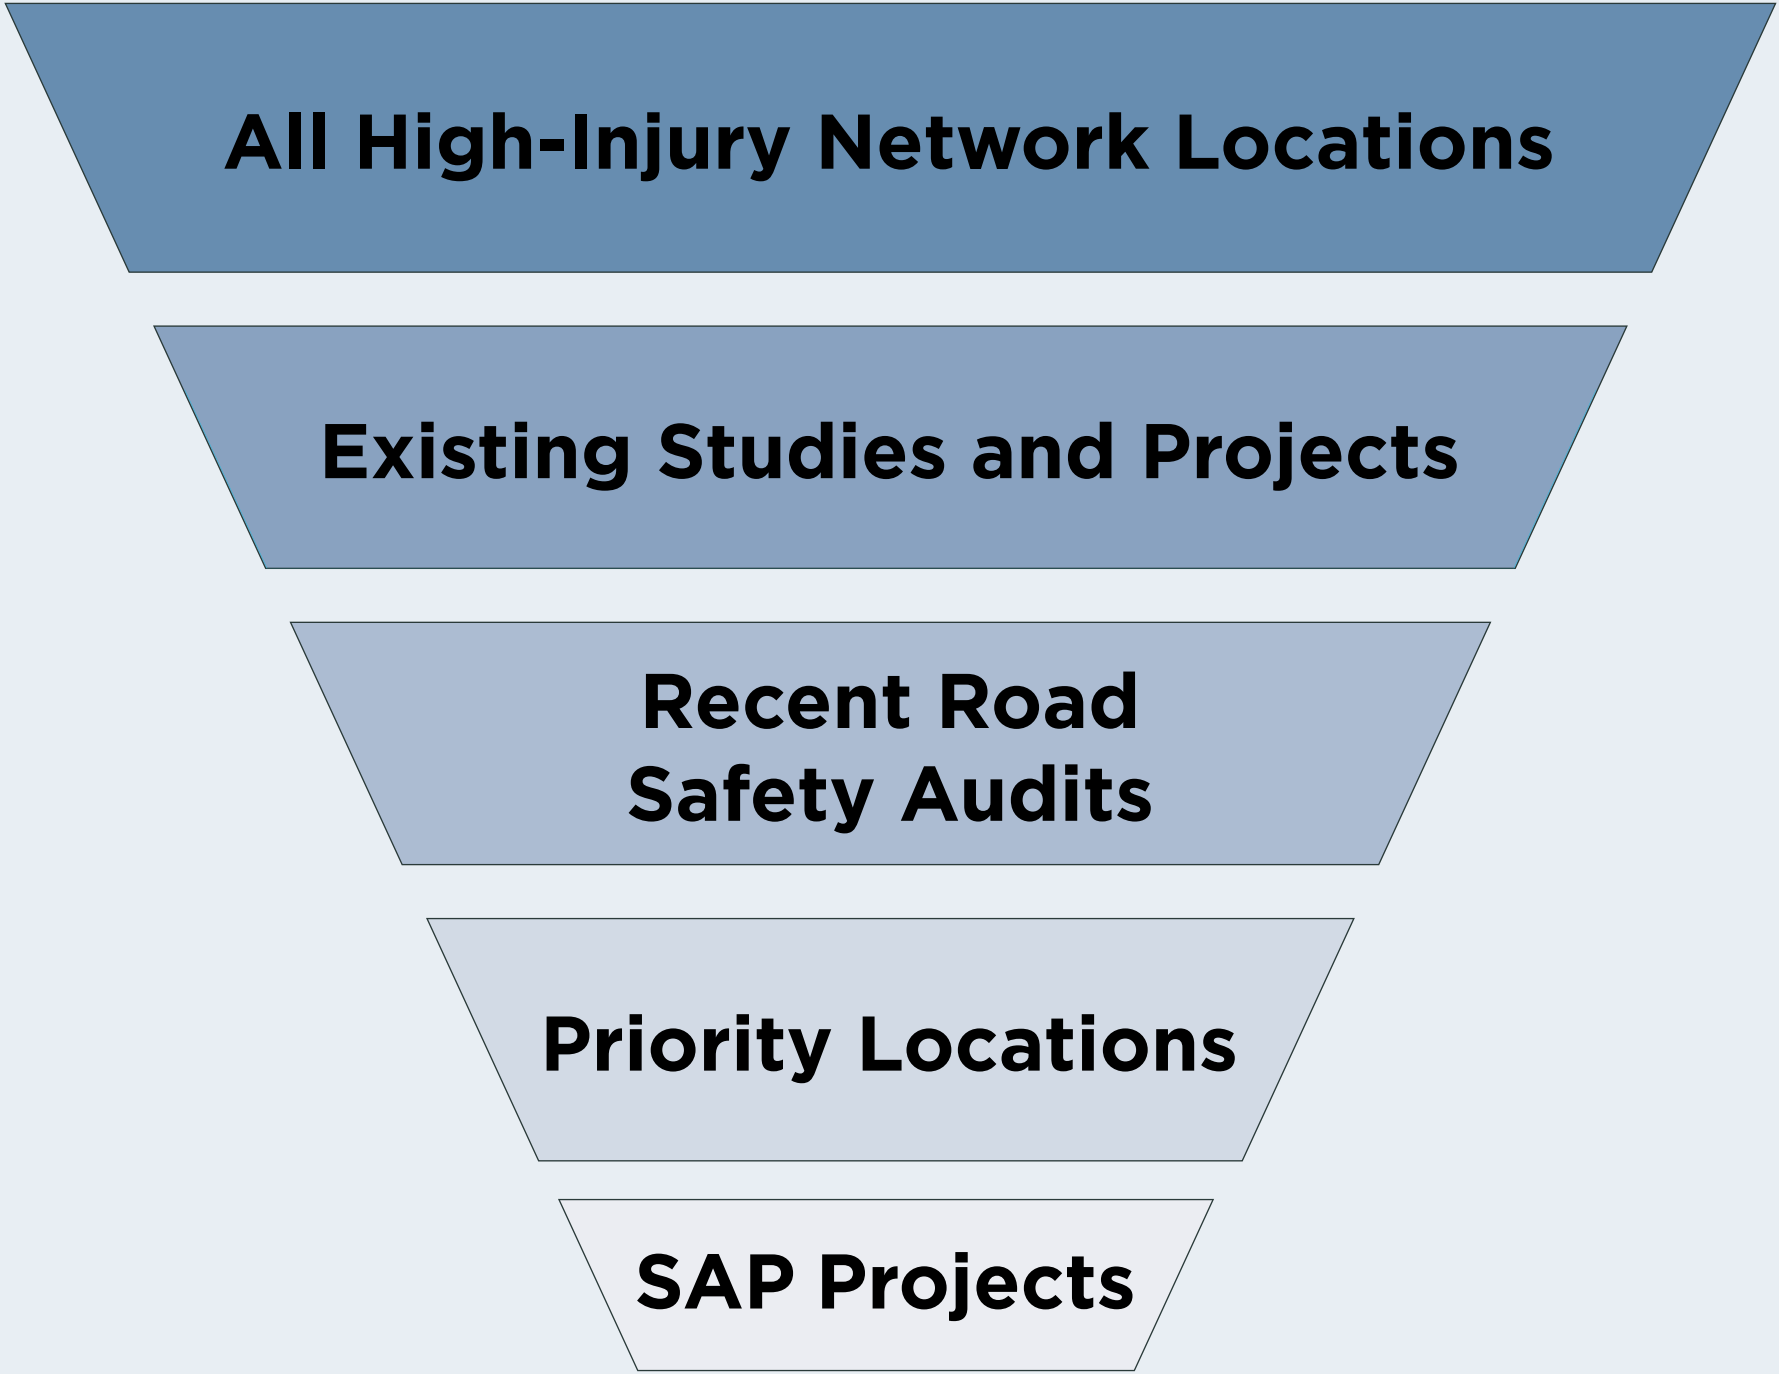 All High-Injury Network Locations
Existing Studies and Projects
Recent Road
Safety Audits
Priority Locations
SAP Projects